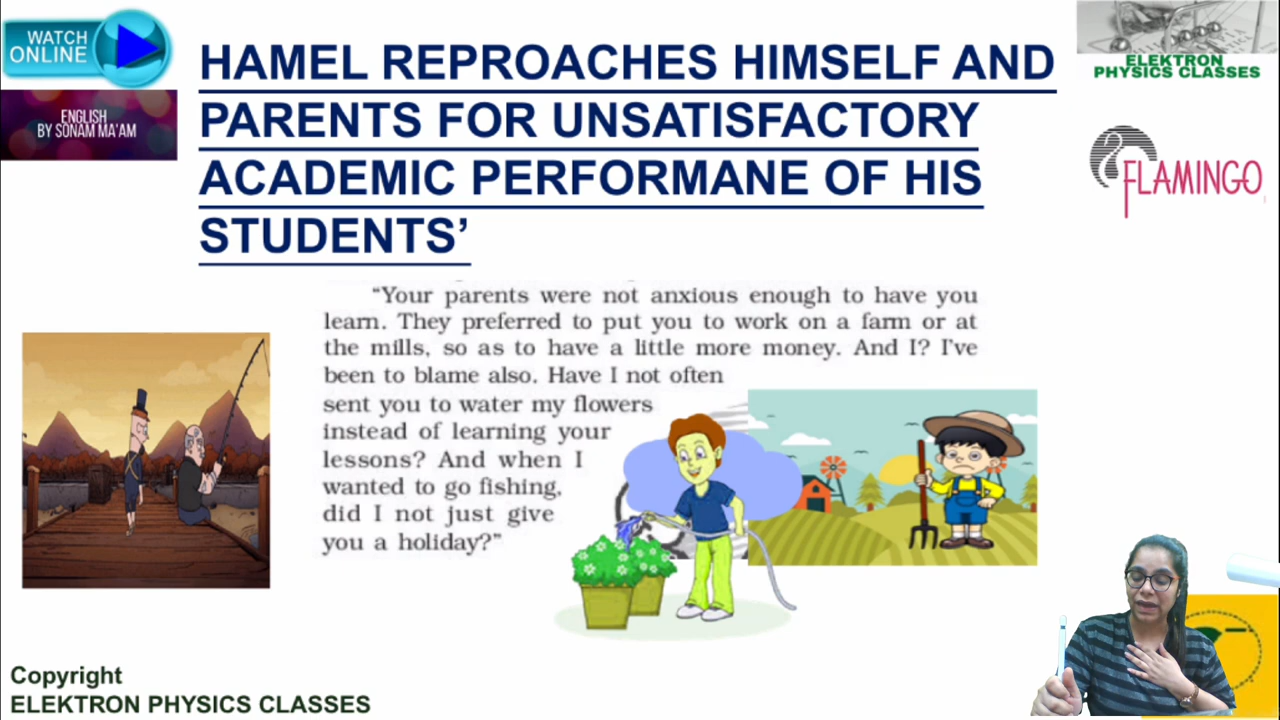 WATCH
ONLINE
ENGLISH
BY SONAM MA'AM
HAMEL REPROACHES HIMSELF AND
PARENTS FOR UNSATISFACTORY
ACADEMIC PERFORMANE OF HIS
STUDENTS’
ELEKTRON
PHYSICS CLASSES
FLAMINGO
“Your parents were not anxious enough to have you
learn. They preferred to put you to work on a farm or at
the mills, so as to have a little more money. And I? I’ve
been to blame also. Have I not often
sent you to water my flowers
instead of learning your
lessons? And when I
wanted to go fishing,
did I not just give
you a holiday?”
Copyright
ELEKTRON PHYSICS CLASSES